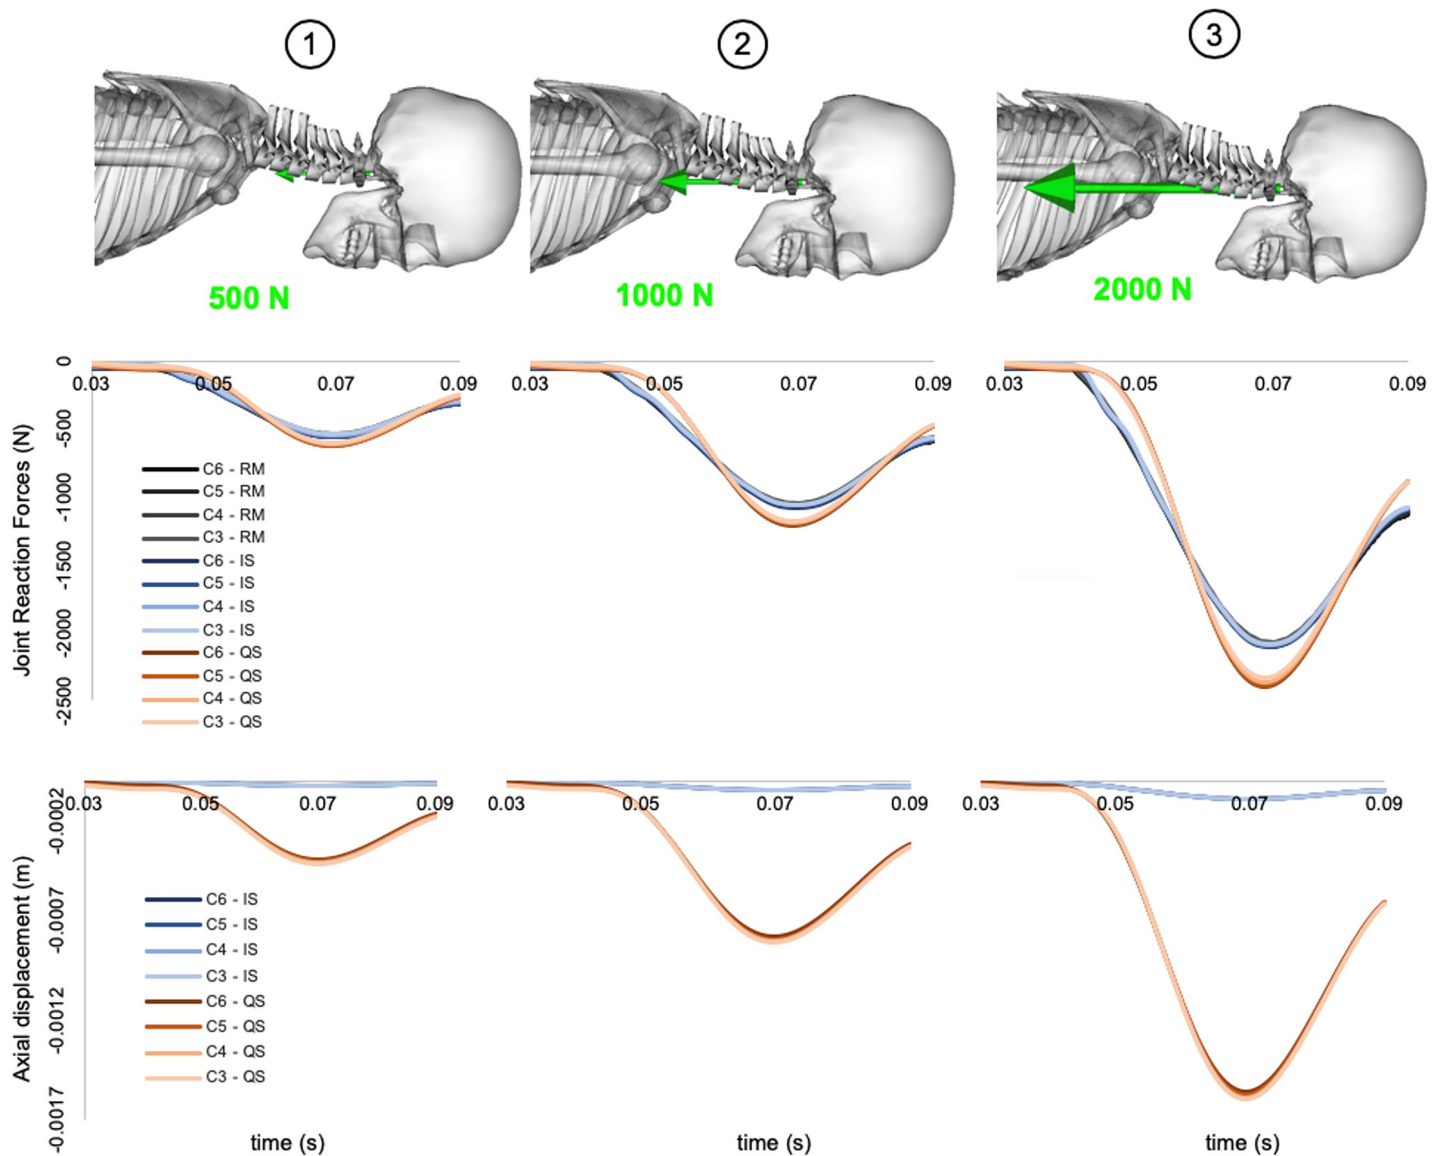 1
2
3
500 N
1000 N
2000 N
Joint Reaction Forces (N)
0
-500
-1000
-1500
-2000
-2500
0.03
0.05
0.07
0.09
0.03
0.05
0.07
0.09
0.03
0.05
0.07
0.09
C6 - RM
C5 - RM
C4 - RM
C3 - RM
C6 - IS
C5 - IS
C4 - IS
C3 - IS
C6 - QS
C5 - QS
C4 - QS
C3 - QS
Axial displacement (m)
-0.0002
-0.0007
-0.0012
-0.0017
0.03
0.05
0.07
0.09
0.03
0.05
0.07
0.09
0.03
0.05
0.07
0.09
C6 - IS
C5 - IS
C4 - IS
C3 - IS
C6 - QS
C5 - QS
C4 - QS
C3 - QS
time (s)
time (s)
time (s)